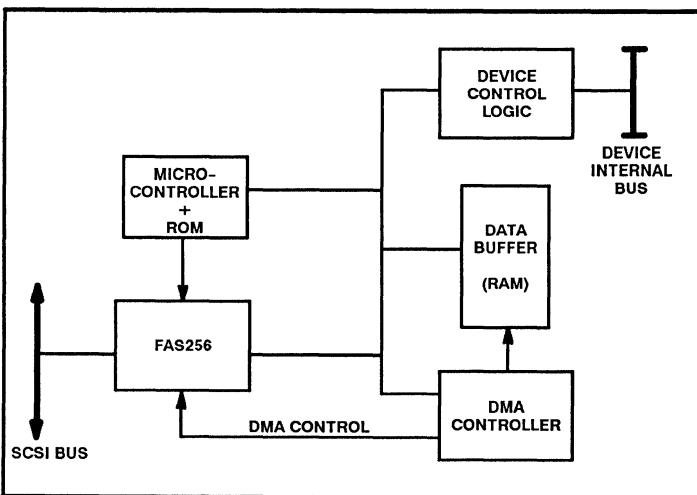 DEVICE
CONTROL
LOGIC
DEVICE
INTERNAL
BUS
MICRO-
CONTROLLER
+
ROM
DATA
BUFFER
(RAM)
FAS256
DMA CONTROL
DMA
CONTROLLER
SCSI BUS